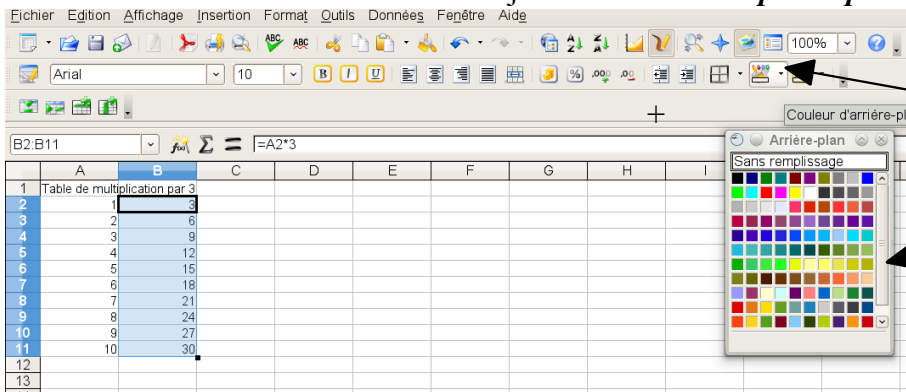 Fichier Edition Affichage Insertion Format Outils Données Fenêtre Aide
100%
Arial 10
Couleur d'arrière-pl
B2:B11 =A2*3
Arrière-plan
Sans remplissage
A B C D E F G H I
1 Table de multiplication par 3
2 1 3
3 2 6
4 3 9
5 4 12
6 5 15
7 6 18
8 7 21
9 8 24
10 9 27
11 10 30
12
13